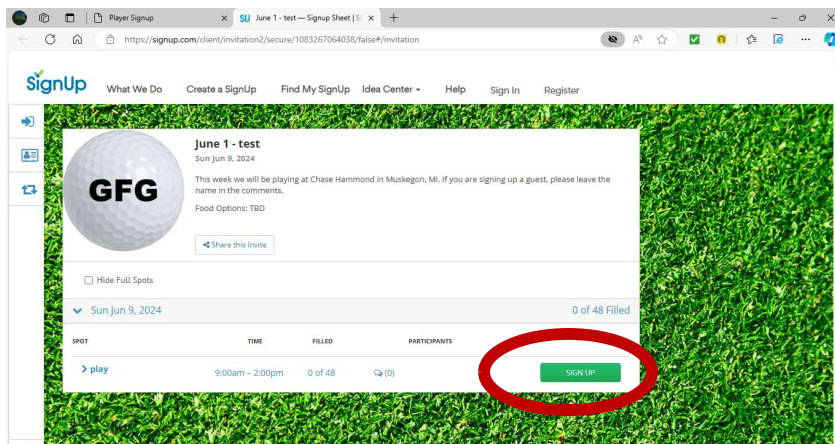 Player Signup
SU June 1 - test — Signup Sheet | Si
https://signup.com/client/invitation2/secure/1083267064038/false#/invitation
SignUp
What We Do
Create a SignUp
Find My SignUp
Idea Center
Help
Sign In
Register
GFG
June 1 - test
Sun Jun 9, 2024
This week we will be playing at Chase Hammond in Muskegon, MI. If you are signing up a guest, please leave the
name in the comments.
Food Options: TBD
Share this Invite
Hide Full Spots
Sun Jun 9, 2024
0 of 48 Filled
SPOT TIME FILLED PARTICIPANTS
play 9:00am – 2:00pm 0 of 48 (0) SIGN UP